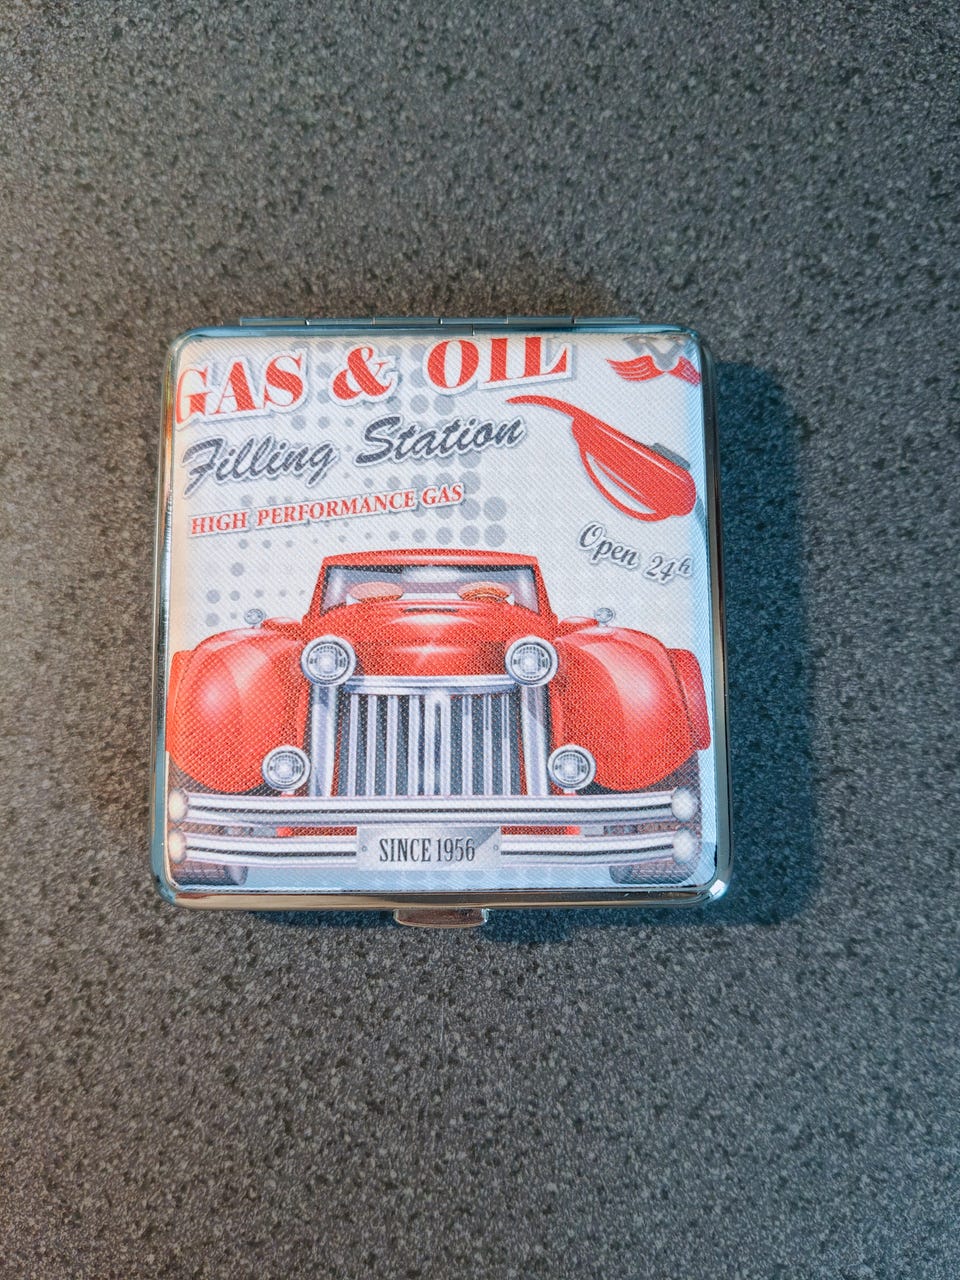 GAS & OIL
Filling Station
HIGH PERFORMANCE GAS
Open 24h
SINCE 1956